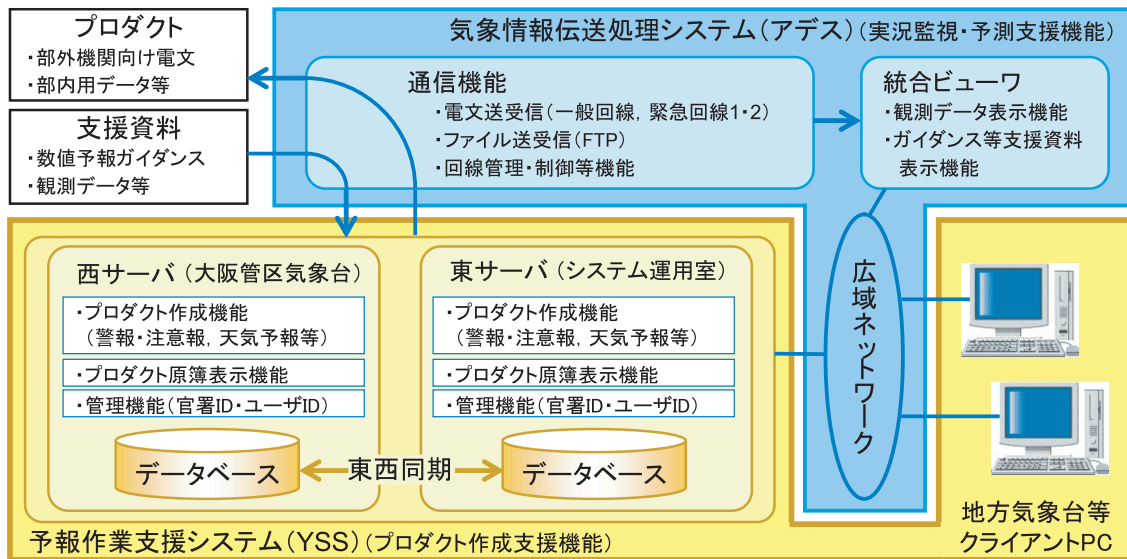 プロダクト
・部外機関向け電文
・部内用データ等
支援資料
・数値予報ガイダンス
・観測データ等
気象情報伝送処理システム(アデス)(実況監視・予測支援機能)
通信機能
・電文送受信(一般回線, 緊急回線1・2)
・ファイル送受信(FTP)
・回線管理・制御等機能
統合ビューワ
・観測データ表示機能
・ガイダンス等支援資料
表示機能
西サーバ(大阪管区気象台)
・プロダクト作成機能
(警報・注意報, 天気予報等)
・プロダクト原簿表示機能
・管理機能(官署ID・ユーザID)
データベース
東西同期
東サーバ(システム運用室)
・プロダクト作成機能
(警報・注意報, 天気予報等)
・プロダクト原簿表示機能
・管理機能(官署ID・ユーザID)
データベース
広域ネットワーク
地方気象台等
クライアントPC
予報作業支援システム(YSS)(プロダクト作成支援機能)